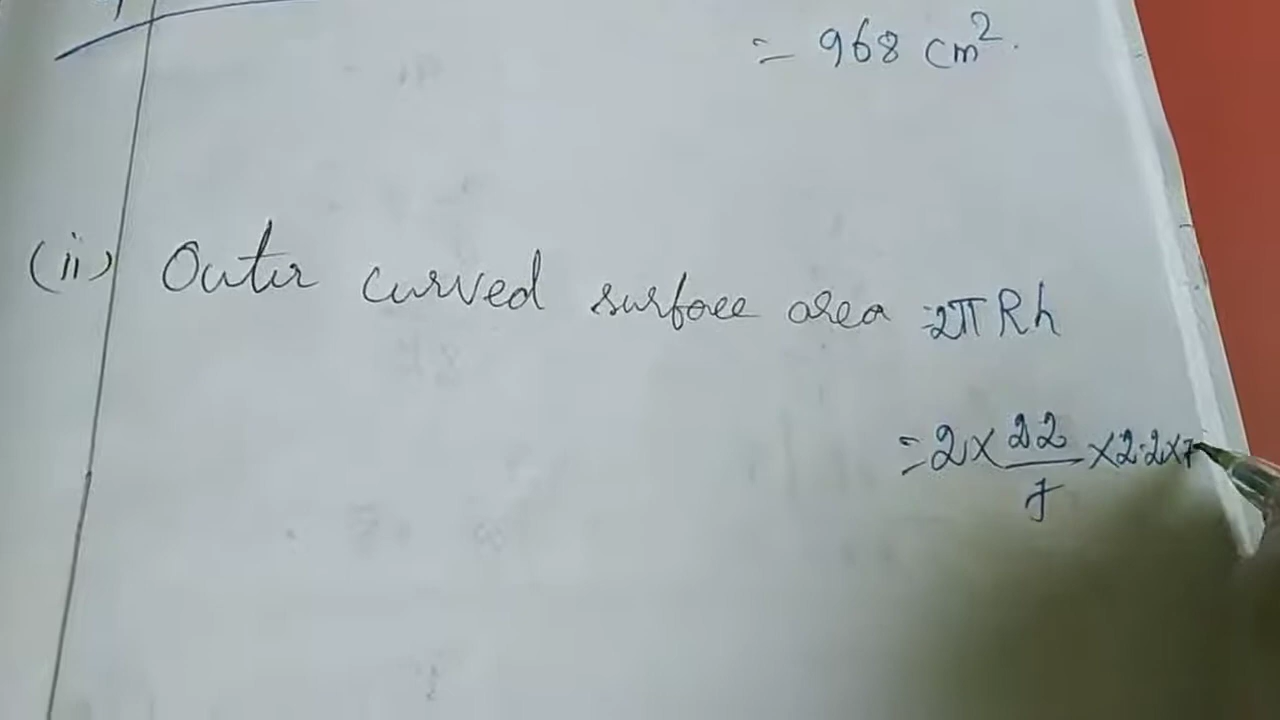 = 968 cm².
(ii) Outer curved surface area = 2πRh
= 2 × 22/7 × 2.2 × 7